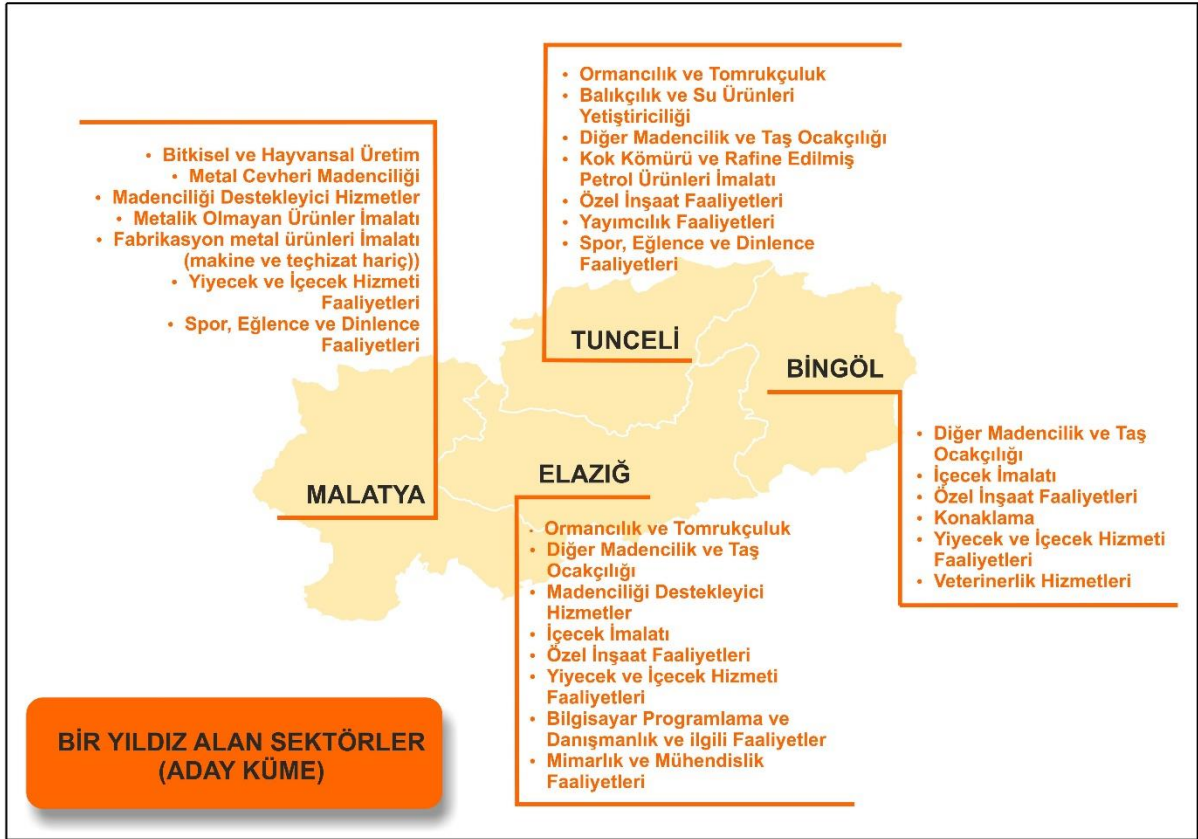 • Ormancılık ve Tomrukçuluk
• Balıkçılık ve Su Ürünleri
Yetiştiriciliği
• Diğer Madencilik ve Taş Ocakçılığı
• Kok Kömürü ve Rafine Edilmiş
Petrol Ürünleri İmalatı
• Özel İnşaat Faaliyetleri
• Yayımcılık Faaliyetleri
• Spor, Eğlence ve Dinlence
Faaliyetleri
TUNCELİ
• Bitkisel ve Hayvansal Üretim
• Metal Cevheri Madenciliği
• Madenciliği Destekleyici Hizmetler
• Metalik Olmayan Ürünler İmalatı
• Fabrikasyon metal ürünleri İmalatı
(makine ve teçhizat hariç))
• Yiyecek ve İçecek Hizmeti
Faaliyetleri
• Spor, Eğlence ve Dinlence
Faaliyetleri
MALATYA
BİNGÖL
• Diğer Madencilik ve Taş
Ocakçılığı
• İçecek İmalatı
• Özel İnşaat Faaliyetleri
• Konaklama
• Yiyecek ve İçecek Hizmeti
Faaliyetleri
• Veterinerlik Hizmetleri
ELAZIĞ
• Ormancılık ve Tomrukçuluk
• Diğer Madencilik ve Taş
Ocakçılığı
• Madenciliği Destekleyici
Hizmetler
• İçecek İmalatı
• Özel İnşaat Faaliyetleri
• Yiyecek ve İçecek Hizmeti
Faaliyetleri
• Bilgisayar Programlama ve
Danışmanlık ve ilgili Faaliyetler
• Mimarlık ve Mühendislik
Faaliyetleri
BİR YILDIZ ALAN SEKTÖRLER
(ADAY KÜME)